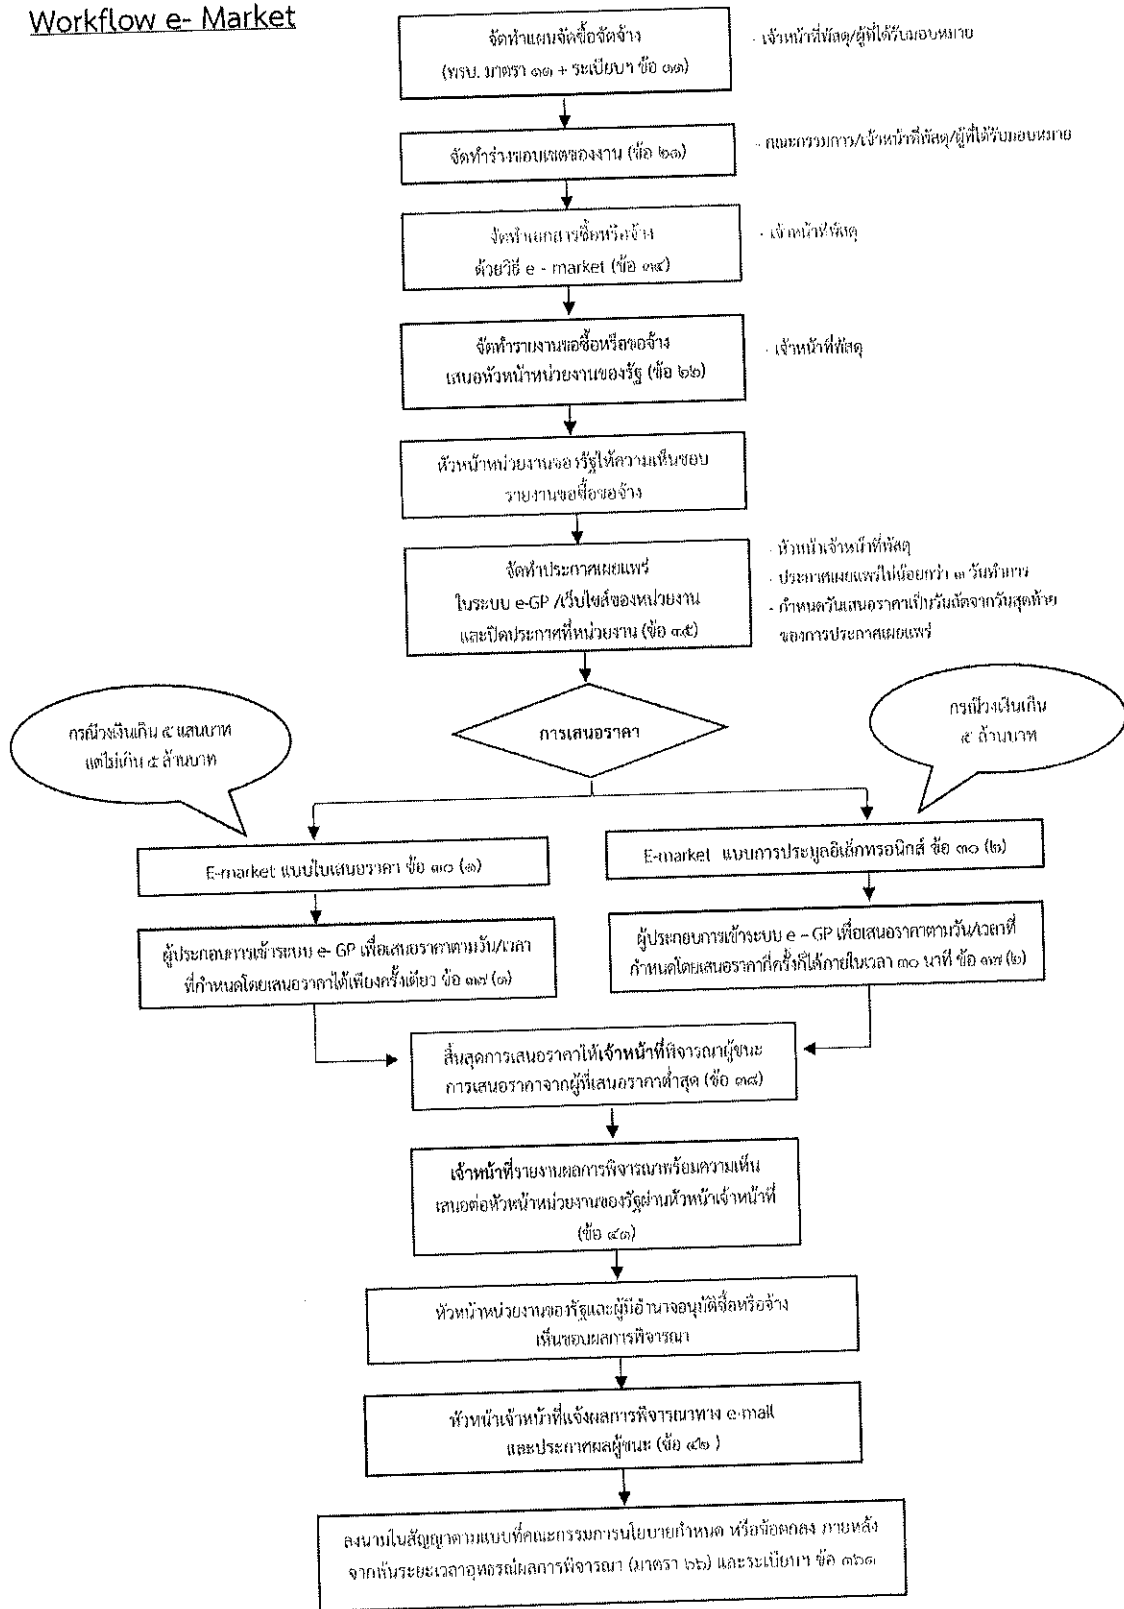 Workflow e- Market
จัดทำแผนจัดซื้อจัดจ้าง
(พรบ. มาตรา ๑๑ + ระเบียบฯ ข้อ ๑๑)
- เจ้าหน้าที่พัสดุ/ผู้ที่ได้รับมอบหมาย
จัดทำร่างขอบเขตของงาน (ข้อ ๒๑)
- คณะกรรมการ/เจ้าหน้าที่พัสดุ/ผู้ที่ได้รับมอบหมาย
จัดทำเอกสารซื้อหรือจ้าง
ด้วยวิธี e - market (ข้อ ๓๔)
- เจ้าหน้าที่พัสดุ
จัดทำรายงานขอซื้อหรือขอจ้าง
เสนอหัวหน้าหน่วยงานของรัฐ (ข้อ ๒๒)
- เจ้าหน้าที่พัสดุ
หัวหน้าหน่วยงานของรัฐให้ความเห็นชอบ
รายงานขอซื้อขอจ้าง
จัดทำประกาศเผยแพร่
ในระบบ e-GP /เว็บไซส์ของหน่วยงาน
และปิดประกาศที่หน่วยงาน (ข้อ ๓๕)
- หัวหน้าเจ้าหน้าที่พัสดุ
- ประกาศเผยแพร่ไม่น้อยกว่า ๓ วันทำการ
- กำหนดวันเสนอราคาเป็นวันถัดจากวันสุดท้าย
ของการประกาศเผยแพร่
กรณีวงเงินเกิน ๕ แสนบาท
แต่ไม่เกิน ๕ ล้านบาท
การเสนอราคา
กรณีวงเงินเกิน
๕ ล้านบาท
E-market แบบใบเสนอราคา ข้อ ๓๐ (๑)
E-market แบบการประมูลอิเล็กทรอนิกส์ ข้อ ๓๐ (๒)
ผู้ประกอบการเข้าระบบ e- GP เพื่อเสนอราคาตามวัน/เวลา
ที่กำหนดโดยเสนอราคาได้เพียงครั้งเดียว ข้อ ๓๗ (๑)
ผู้ประกอบการเข้าระบบ e – GP เพื่อเสนอราคาตามวัน/เวลาที่
กำหนดโดยเสนอราคากี่ครั้งก็ได้ภายในเวลา ๓๐ นาที ข้อ ๓๗ (๒)
สิ้นสุดการเสนอราคาให้เจ้าหน้าที่พิจารณาผู้ชนะ
การเสนอราคาจากผู้ที่เสนอราคาต่ำสุด (ข้อ ๓๘)
เจ้าหน้าที่รายงานผลการพิจารณาพร้อมความเห็น
เสนอต่อหัวหน้าหน่วยงานของรัฐผ่านหัวหน้าเจ้าหน้าที่
(ข้อ ๔๑)
หัวหน้าหน่วยงานของรัฐและผู้มีอำนาจอนุมัติซื้อหรือจ้าง
เห็นชอบผลการพิจารณา
หัวหน้าเจ้าหน้าที่แจ้งผลการพิจารณาทาง e-mail
และประกาศผลผู้ชนะ (ข้อ ๔๒ )
ลงนามในสัญญาตามแบบที่คณะกรรมการนโยบายกำหนด หรือข้อตกลง ภายหลัง
จากพ้นระยะเวลาอุทธรณ์ผลการพิจารณา (มาตรา ๖๖) และระเบียบฯ ข้อ ๑๖๑